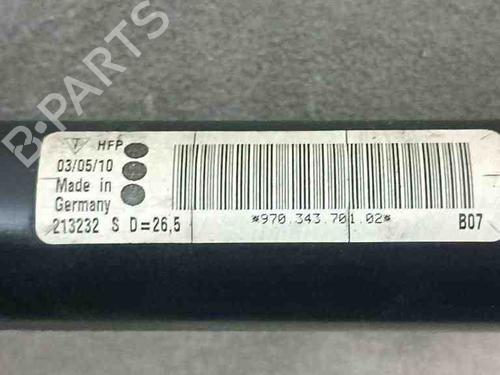 HFP
03/05/10
Made in
Germany
213232 S D=26,5
*970.343.701.02*
B07
B-PARTS